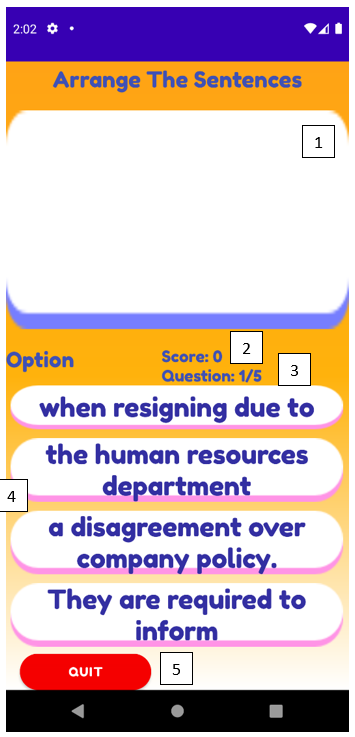 2:02
Arrange The Sentences
1
Option
Score: 0
2
Question: 1/5
3
when resigning due to
the human resources
department
4
a disagreement over
company policy.
They are required to
inform
QUIT
5